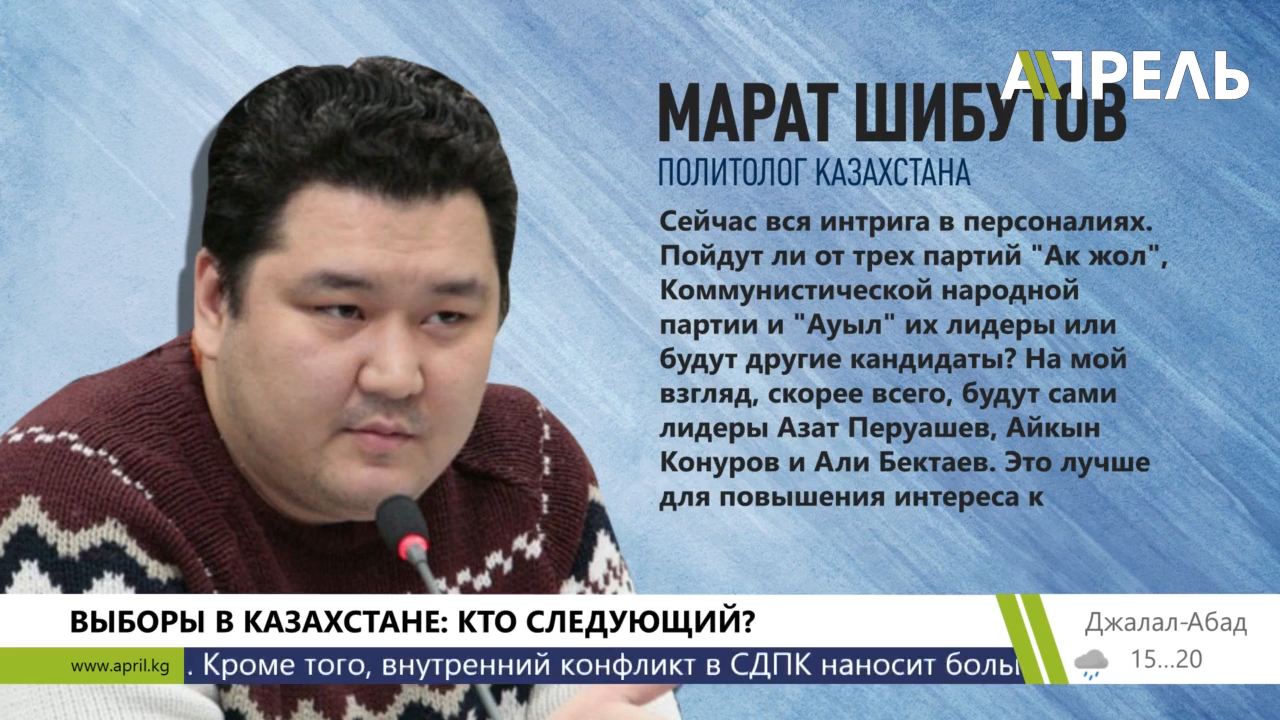 АПРЕЛЬ
МАРАТ ШИБУТОВ
ПОЛИТОЛОГ КАЗАХСТАНА
Сейчас вся интрига в персоналиях.
Пойдут ли от трех партий "Ак жол",
Коммунистической народной
партии и "Ауыл" их лидеры или
будут другие кандидаты? На мой
взгляд, скорее всего, будут сами
лидеры Азат Перуашев, Айкын
Конуров и Али Бектаев. Это лучше
для повышения интереса к
ВЫБОРЫ В КАЗАХСТАНЕ: КТО СЛЕДУЮЩИЙ?
Джалал-Абад
15...20
www.april.kg
. Кроме того, внутренний конфликт в СДПК наноситболь